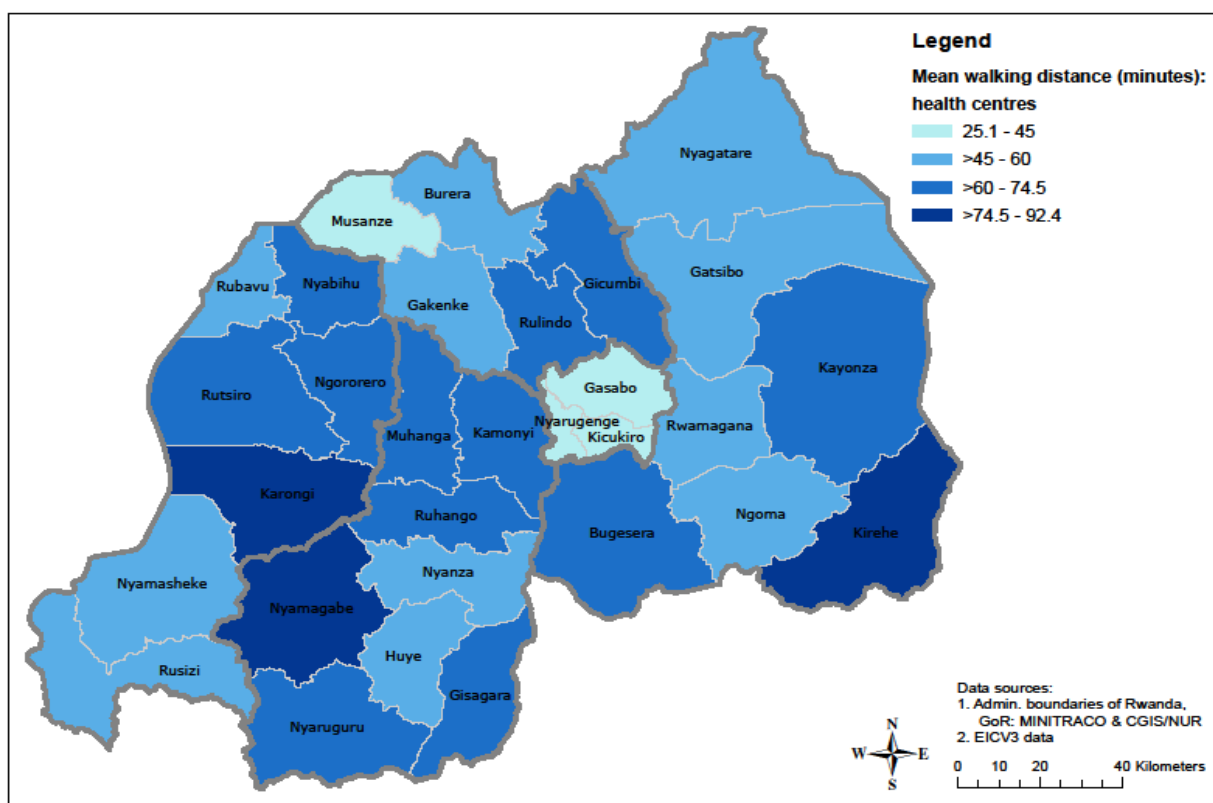 Legend
Mean walking distance (minutes):
health centres
25.1 - 45
>45 - 60
>60 - 74.5
>74.5 - 92.4
Nyagatare
Burera
Musanze
Gatsibo
Rubavu
Nyabihu
Gicumbi
Gakenke
Rulindo
Kayonza
Gasabo
Ngororero
Rutsiro
Nyarugenge
Rwamagana
Kamonyi
Muhanga
Kicukiro
Karongi
Ngoma
Ruhango
Bugesera
Kirehe
Nyanza
Nyamasheke
Nyamagabe
Huye
Rusizi
Gisagara
Nyaruguru
Data sources:
1. Admin. boundaries of Rwanda,
GoR: MINITRACO & CGIS/NUR
2. EICV3 data
N
W E
S
0 10 20 40 Kilometers